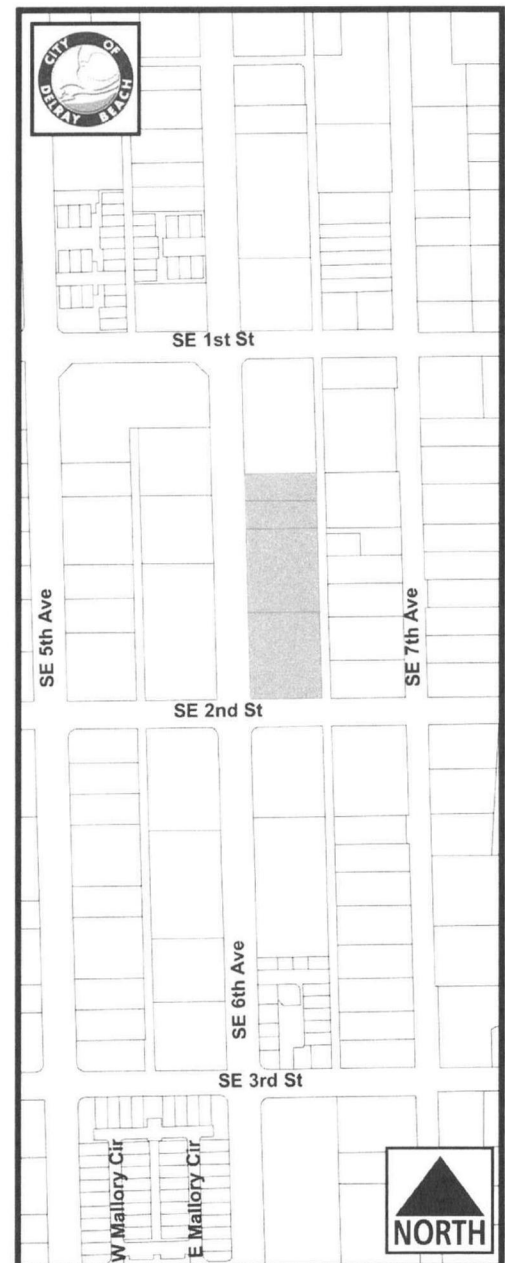 CITY OF
DELRAY BEACH
SE 1st St
SE 5th Ave
SE 7th Ave
SE 2nd St
SE 6th Ave
SE 3rd St
W Mallory Cir
E Mallory Cir
NORTH